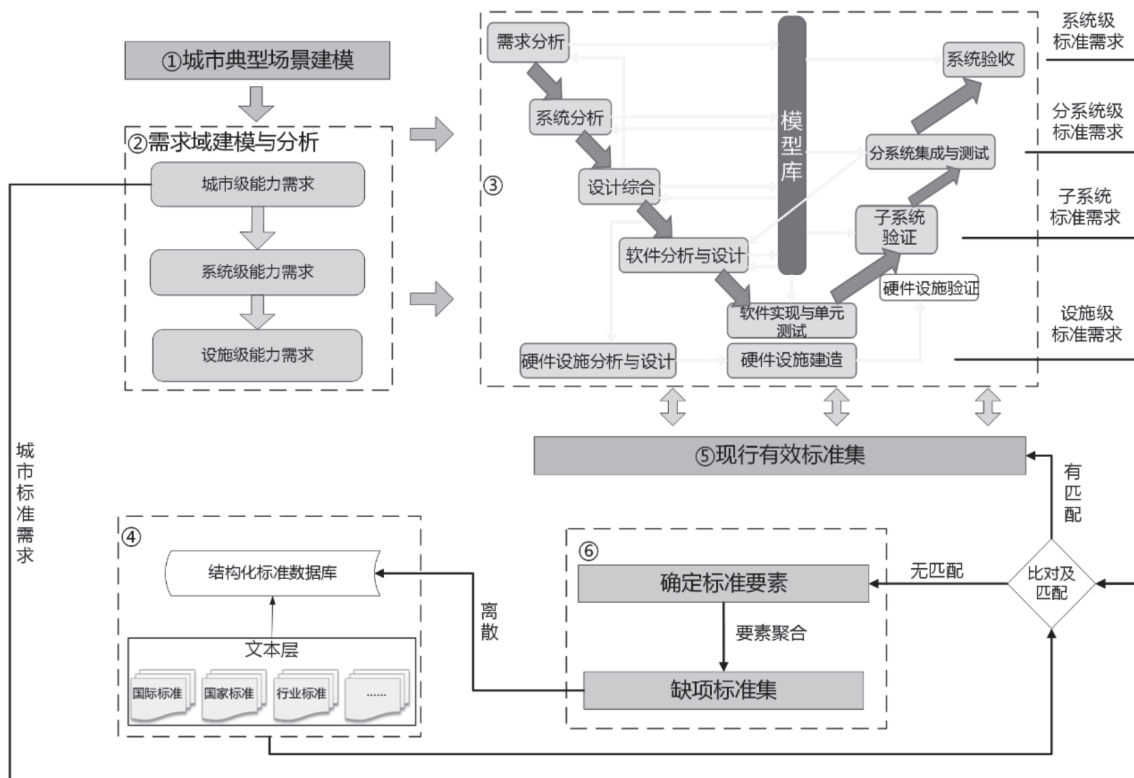 ①城市典型场景建模
②需求域建模与分析
城市级能力需求
系统级能力需求
设施级能力需求
③
需求分析
系统分析
设计综合
软件分析与设计
软件实现与单元
测试
硬件设施分析与设计
硬件设施建造
模型库
系统验收
分系统集成与测试
子系统
验证
硬件设施验证
系统级
标准需求
分系统级
标准需求
子系统
标准需求
设施级
标准需求
城市标准需求
⑤现行有效标准集
有匹配
比对及
匹配
无匹配
⑥
确定标准要素
要素聚合
缺项标准集
离散
④
结构化标准数据库
文本层
国际标准
国家标准
行业标准
......